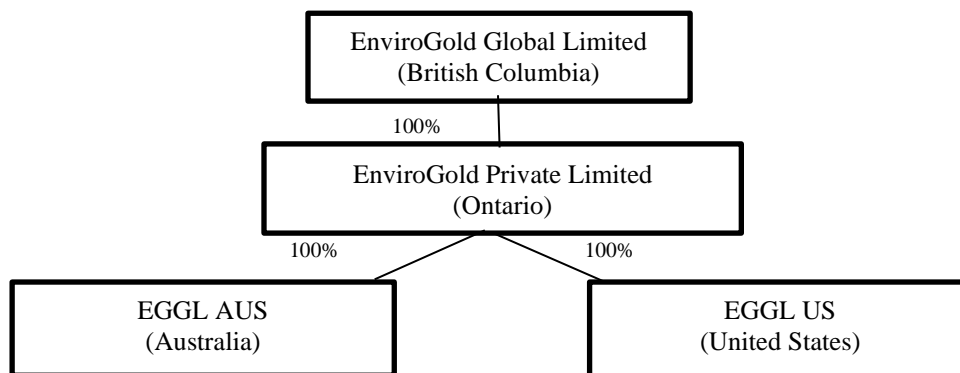 EnviroGold Global Limited
(British Columbia)
100%
EnviroGold Private Limited
(Ontario)
100%
100%
EGGL AUS
(Australia)
EGGL US
(United States)